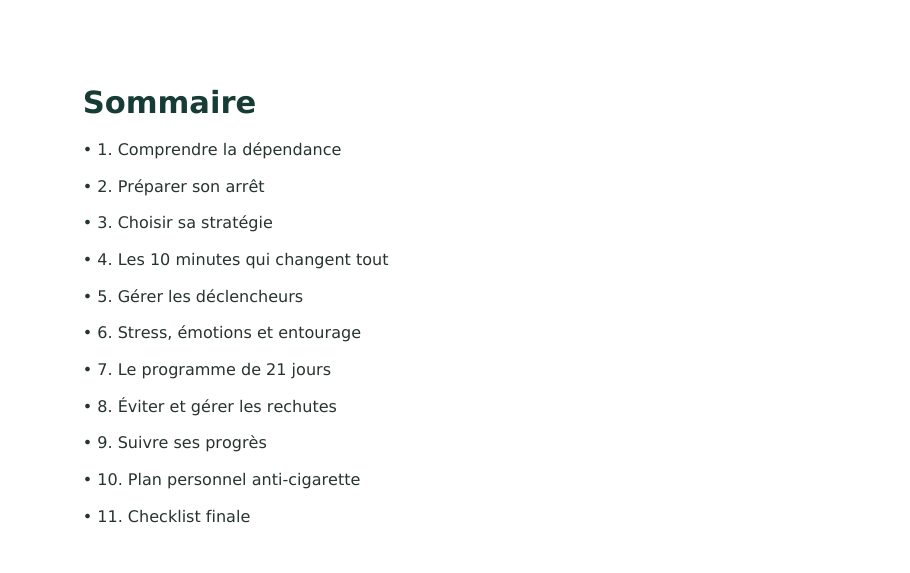 Sommaire
• 1. Comprendre la dépendance
• 2. Préparer son arrêt
• 3. Choisir sa stratégie
• 4. Les 10 minutes qui changent tout
• 5. Gérer les déclencheurs
• 6. Stress, émotions et entourage
• 7. Le programme de 21 jours
• 8. Éviter et gérer les rechutes
• 9. Suivre ses progrès
• 10. Plan personnel anti-cigarette
• 11. Checklist finale